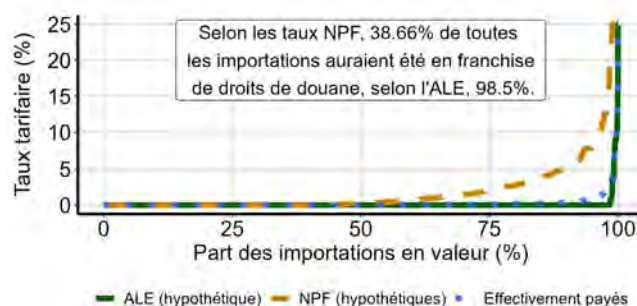 25
20
15
10
5
0
Taux tarifaire (%)
Selon les taux NPF, 38.66% de toutes
les importations auraient été en franchise
de droits de douane, selon l'ALE, 98.5%.
0 25 50 75 100
Part des importations en valeur (%)
ALE (hypothétique) NPF (hypothétiques) Effectivement payés